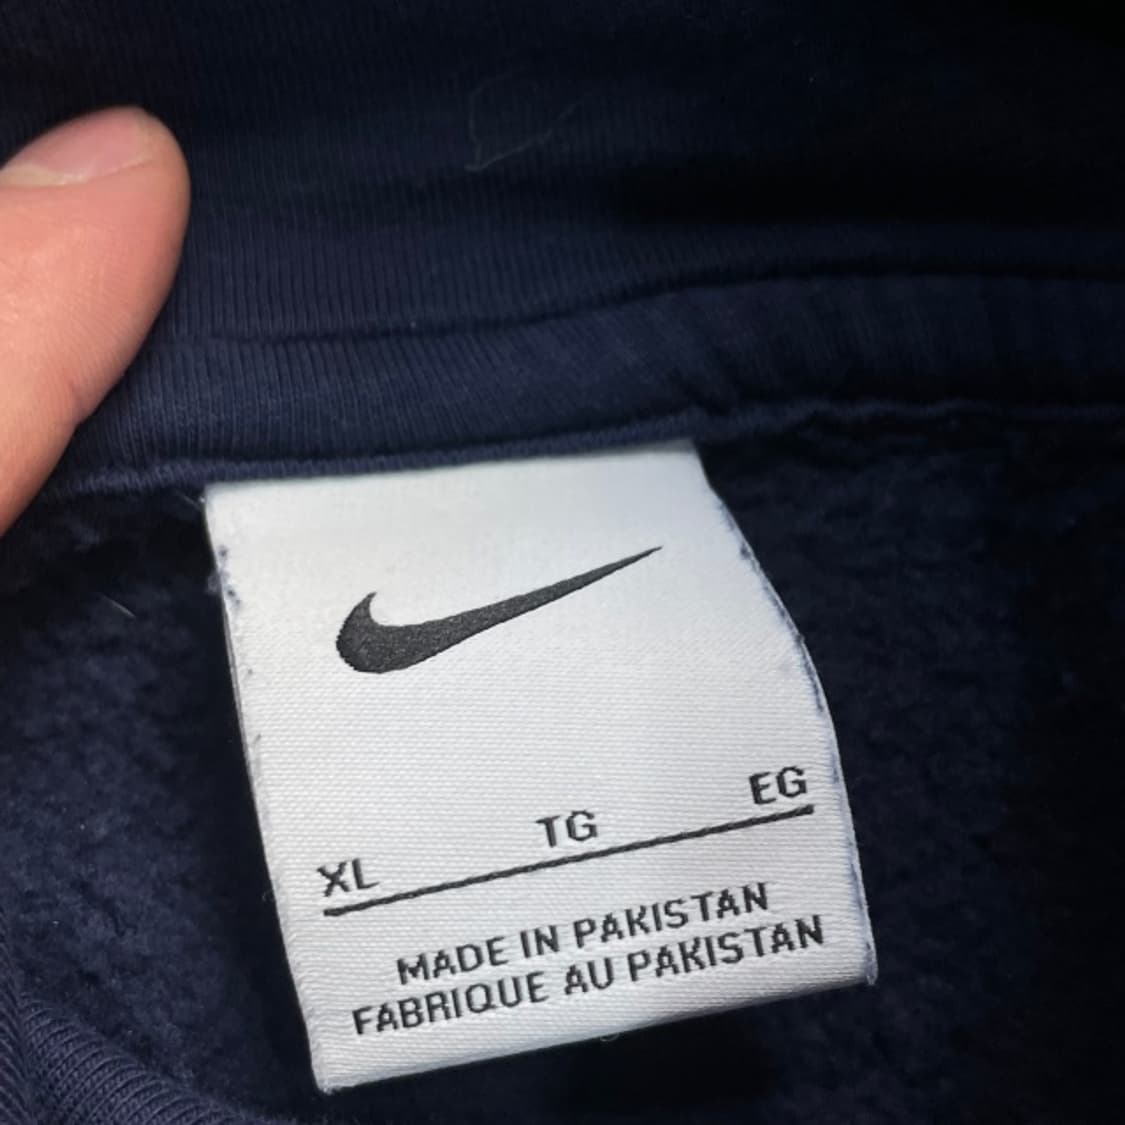 XL TG EG
MADE IN PAKISTAN
FABRIQUE AU PAKISTAN